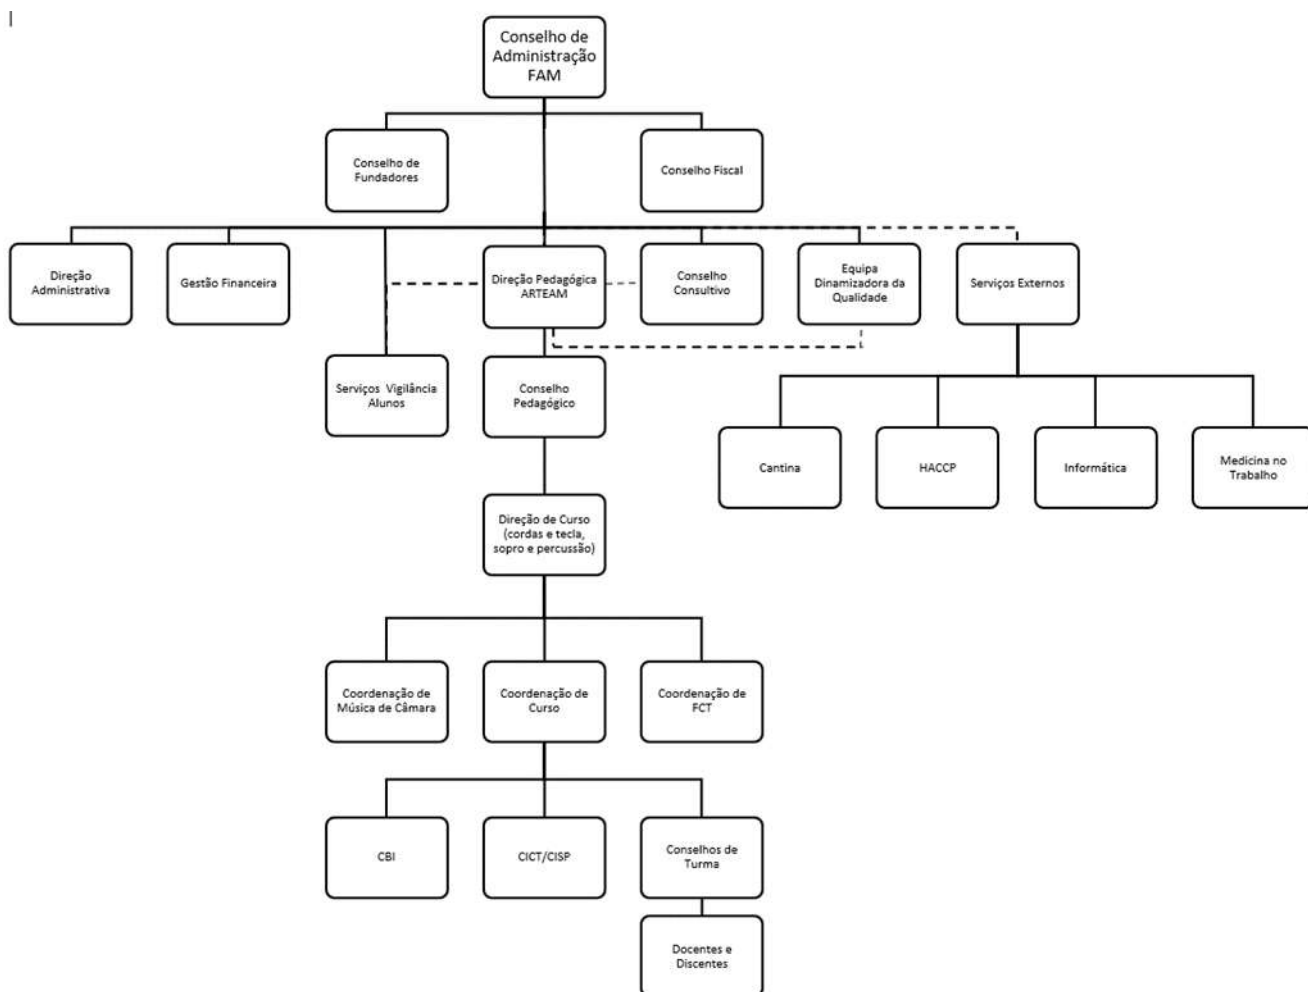 Conselho de
Administração
FAM
Conselho de
Fundadores
Conselho Fiscal
Direção
Administrativa
Gestão Financeira
Direção Pedagógica
ARTEAM
Conselho
Consultivo
Equipa
Dinamizadora da
Qualidade
Serviços Externos
Serviços Vigilância
Alunos
Conselho
Pedagógico
Cantina
HACCP
Informática
Medicina no
Trabalho
Direção de Curso
(cordas e tecla,
sopro e percussão)
Coordenação de
Música de Câmara
Coordenação de
Curso
Coordenação de
FCT
CBI
CICT/CISP
Conselhos de
Turma
Docentes e
Discentes